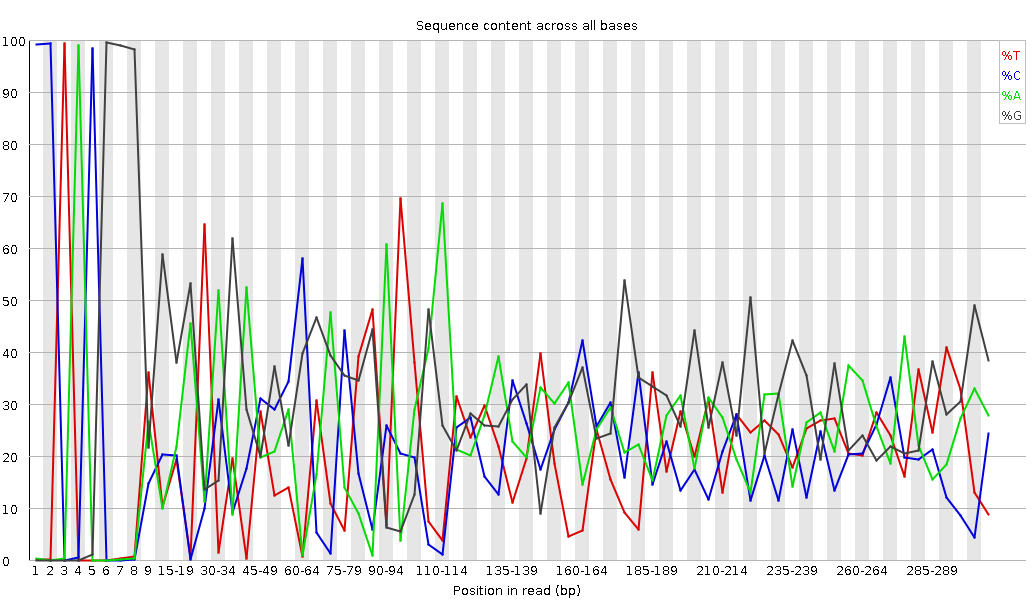 Sequence content across all bases
100
%T
%C
%A
%G
90
80
70
60
50
40
30
20
10
0
1 2 3 4 5 6 7 8 9 15-19 30-34 45-49 60-64 75-79 90-94 110-114 135-139 160-164 185-189 210-214 235-239 260-264 285-289
Position in read (bp)